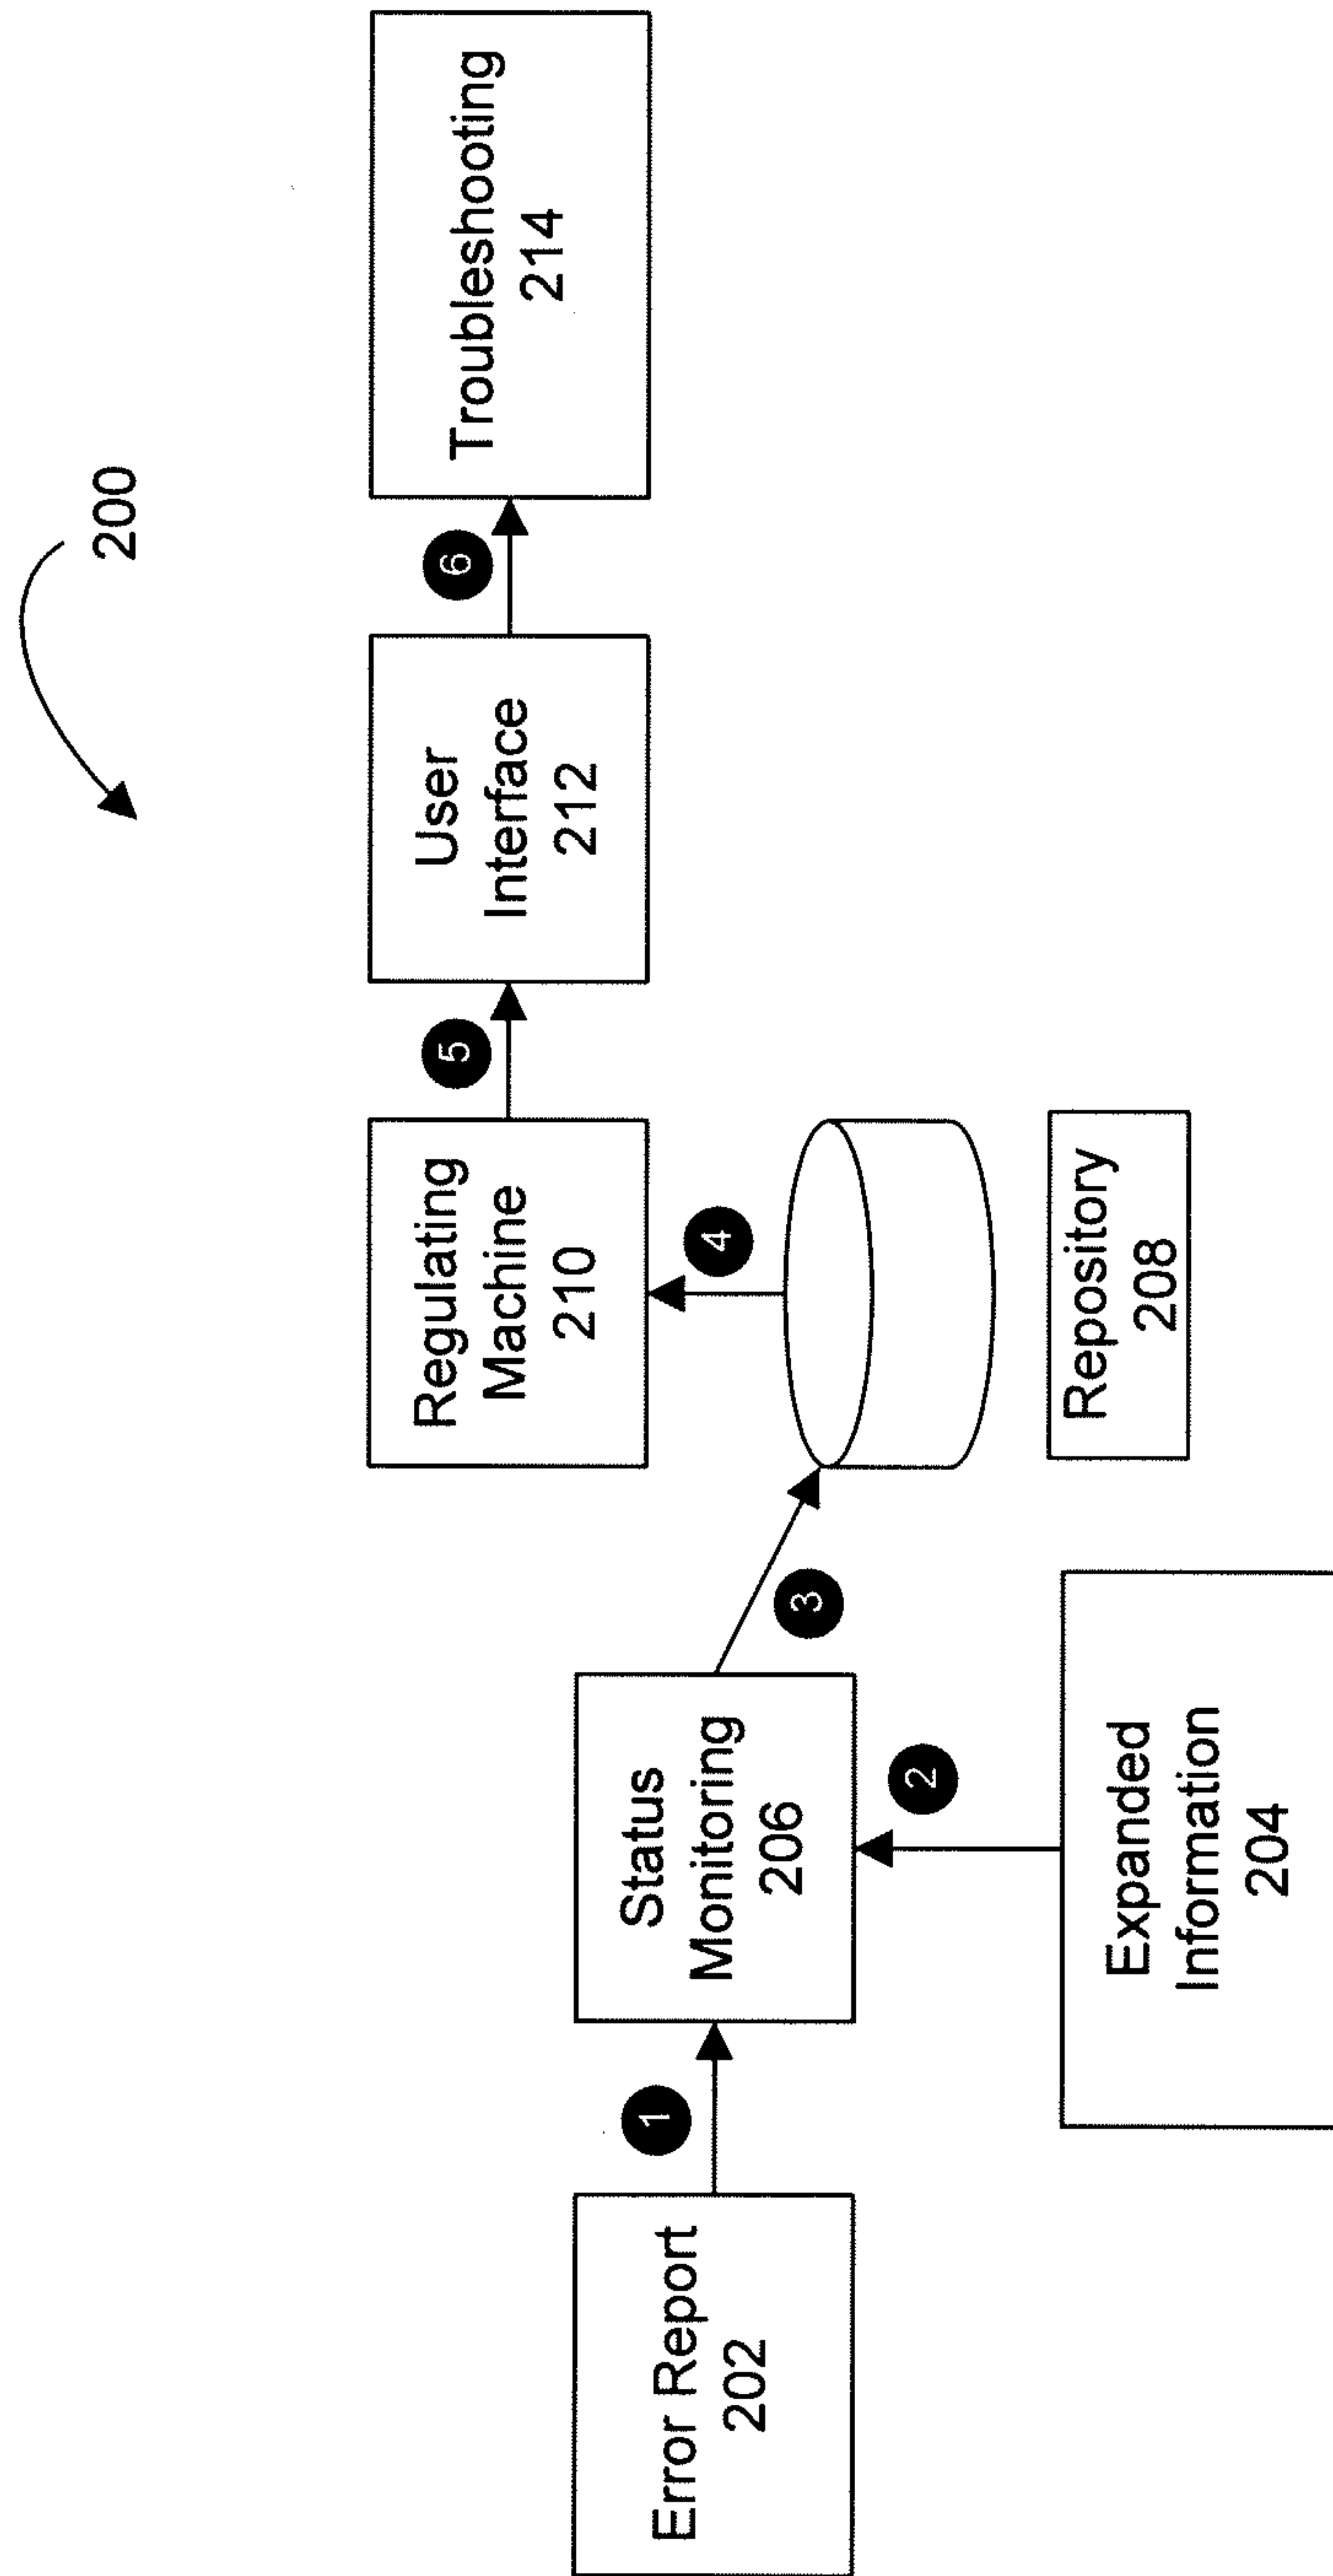 200
Error Report
202
1
Status
Monitoring
206
2
Expanded
Information
204
3
Repository
208
4
Regulating
Machine
210
5
User
Interface
212
6
Troubleshooting
214